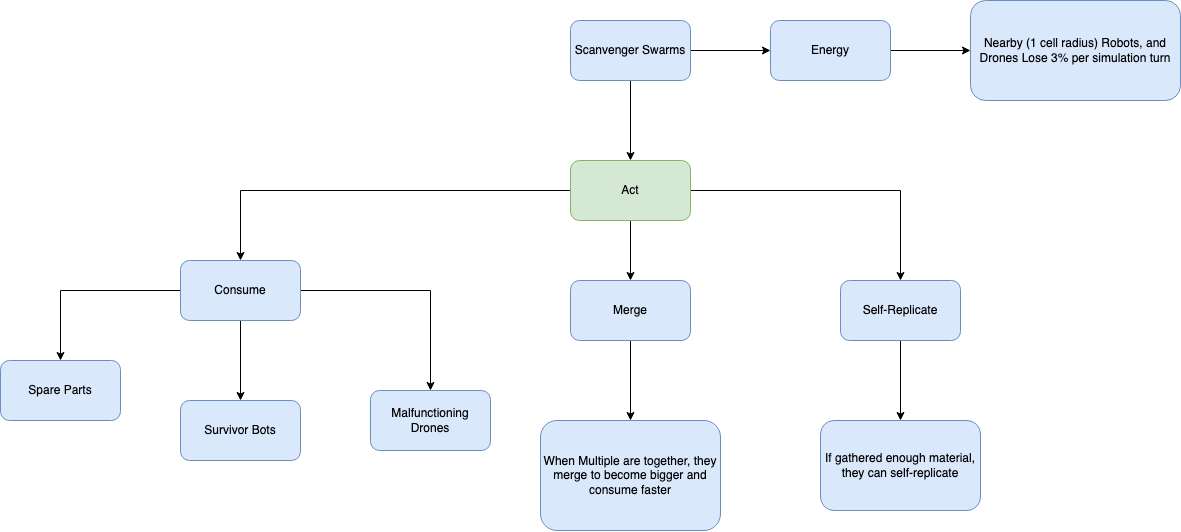 Scanvenger Swarms
Energy
Nearby (1 cell radius) Robots, and
Drones Lose 3% per simulation turn
Act
Consume
Merge
Self-Replicate
Spare Parts
Survivor Bots
Malfunctioning
Drones
When Multiple are together, they
merge to become bigger and
consume faster
If gathered enough material,
they can self-replicate